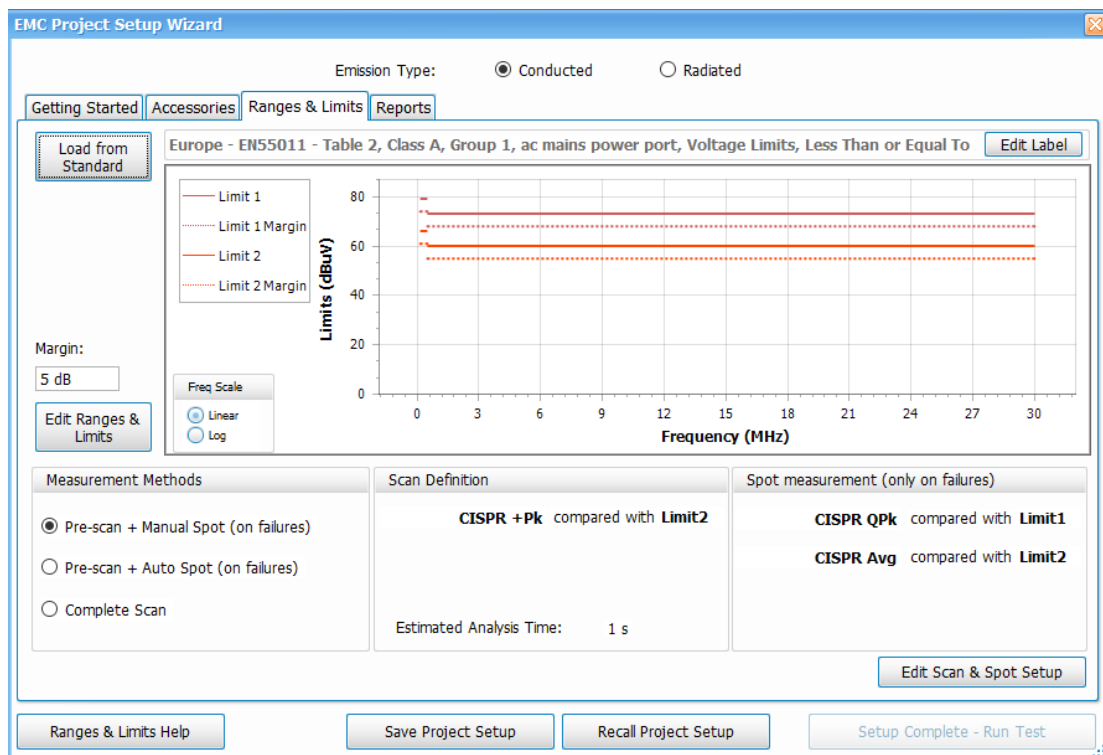 EMC Project Setup Wizard
Emission Type: Conducted Radiated
Getting Started Accessories Ranges & Limits Reports
Load from
Standard
Europe - EN55011 - Table 2, Class A, Group 1, ac mains power port, Voltage Limits, Less Than or Equal To
Edit Label
Limit 1
Limit 1 Margin
Limit 2
Limit 2 Margin
Limits (dBuV)
80
60
40
20
0
0 3 6 9 12 15 18 21 24 27 30
Frequency (MHz)
Freq Scale
Linear
Log
Margin:
5 dB
Edit Ranges &
Limits
Measurement Methods
Pre-scan + Manual Spot (on failures)
Pre-scan + Auto Spot (on failures)
Complete Scan
Scan Definition
CISPR +Pk compared with Limit2
Estimated Analysis Time: 1 s
Spot measurement (only on failures)
CISPR QPk compared with Limit1
CISPR Avg compared with Limit2
Edit Scan & Spot Setup
Ranges & Limits Help
Save Project Setup
Recall Project Setup
Setup Complete - Run Test